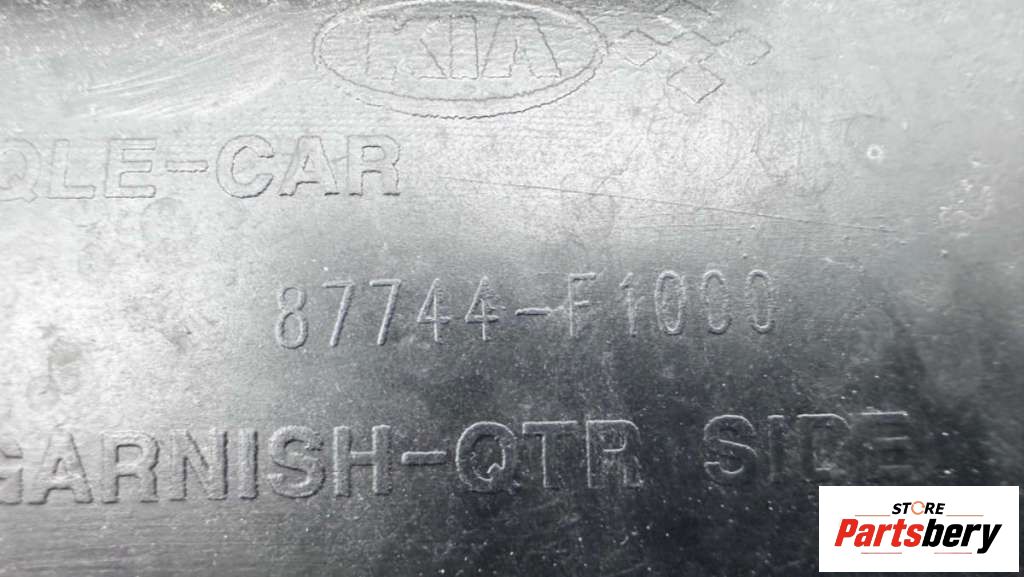 KIA
QLE-CAR
87744-F1000
GARNISH-QTR SIDE
STORE
Partsbery